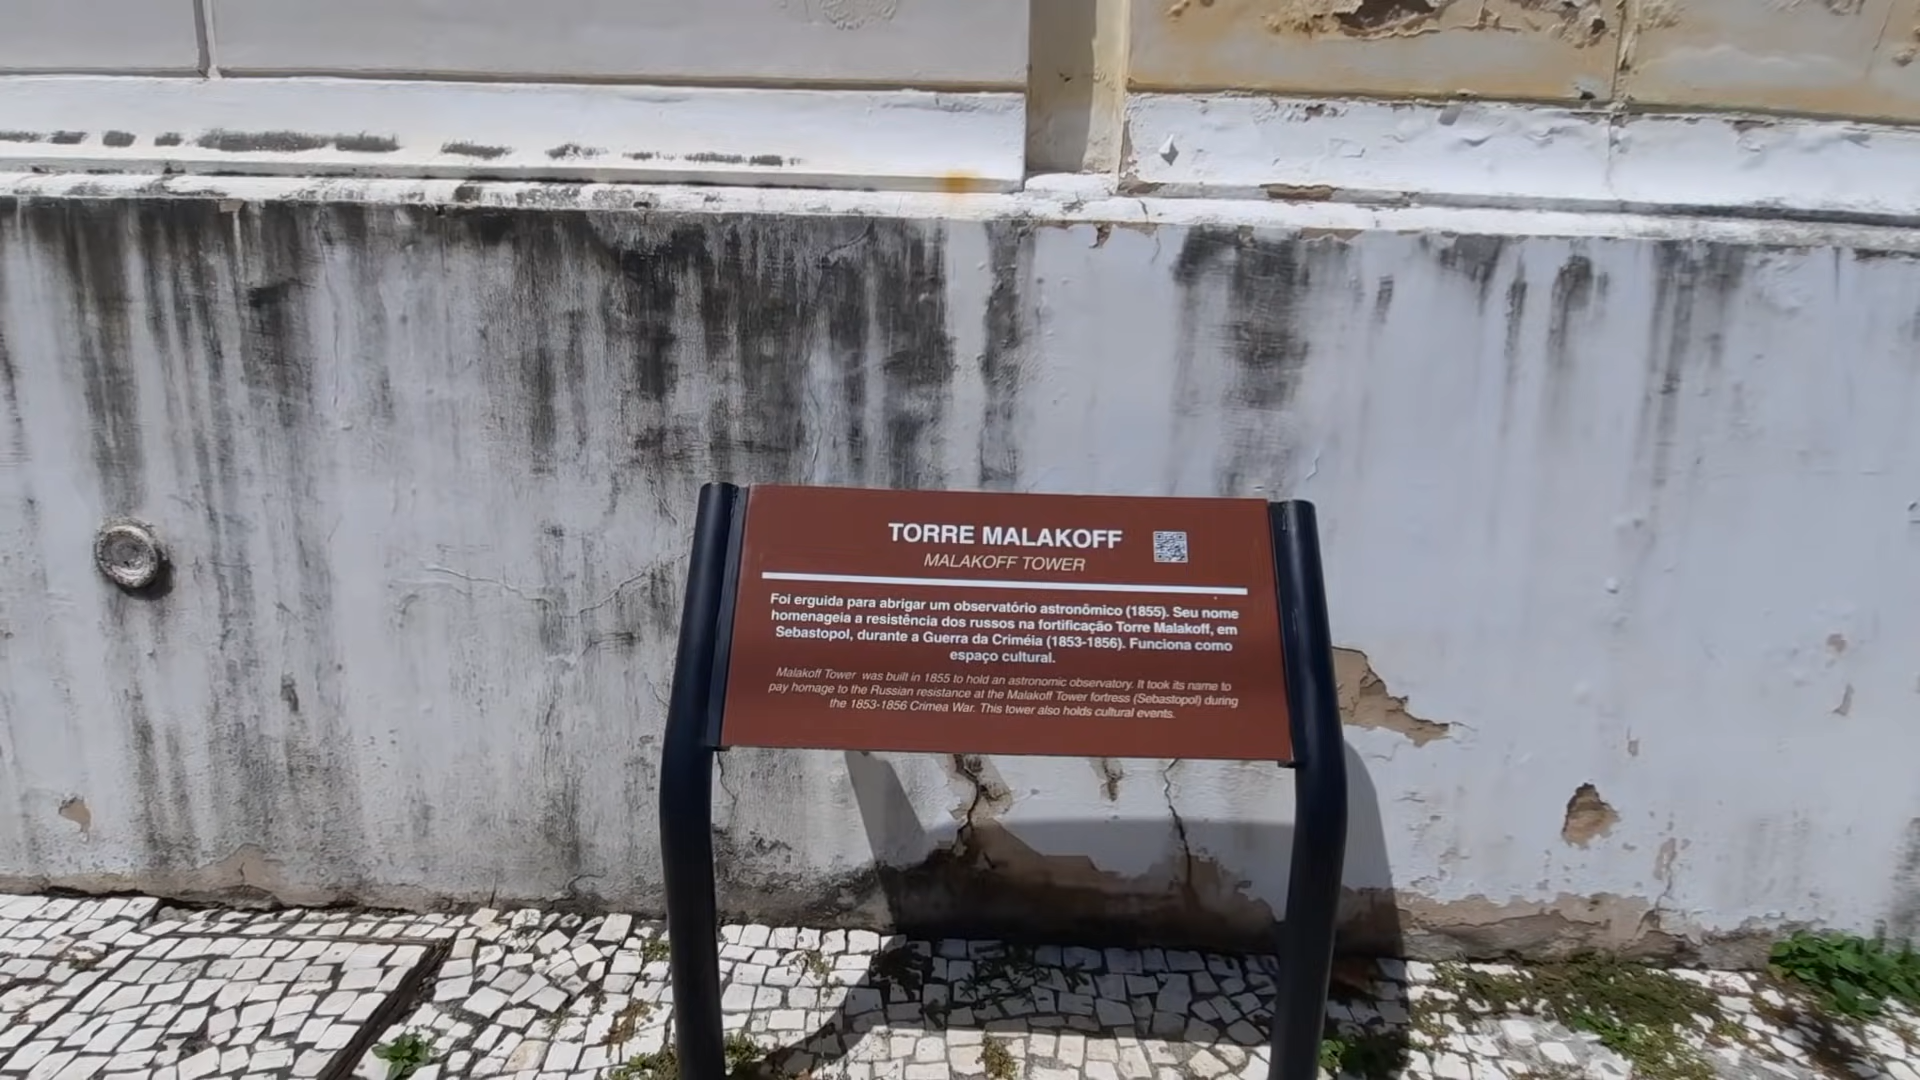 TORRE MALAKOFF
MALAKOFF TOWER
Foi erguida para abrigar um observatório astronômico (1855). Seu nome
homenageia a resistência dos russos na fortificação Torre Malakoff, em
Sebastopol, durante a Guerra da Criméia (1853-1856). Funciona como
espaço cultural.
Malakoff Tower was built in 1855 to hold an astronomic observatory. It took its name to
pay homage to the Russian resistance at the Malakoff Tower fortress (Sebastopol) during
the 1853-1856 Crimea War. This tower also holds cultural events.